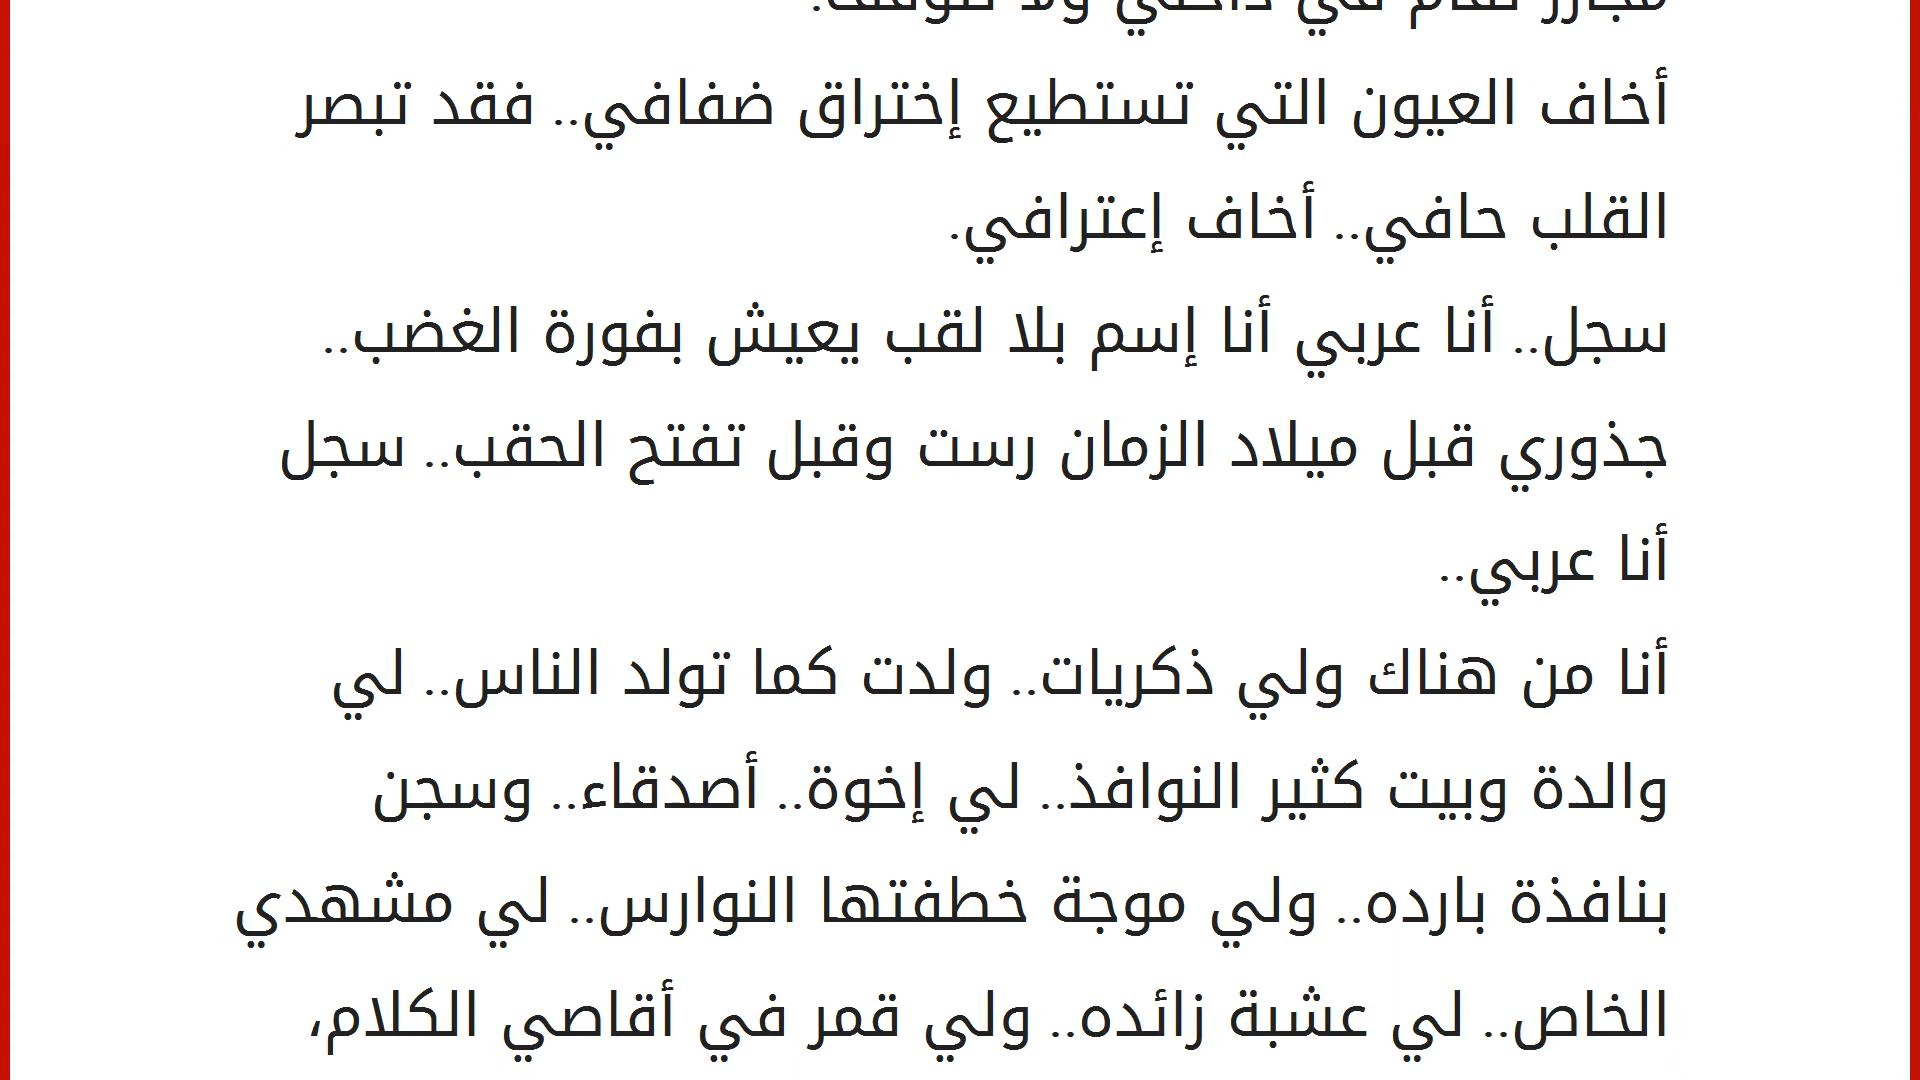 أخاف العيون التي تستطيع إختراق ضفافي.. فقد تبصر
القلب حافي.. أخاف إعترافي.
سجل.. أنا عربي أنا إسم بلا لقب يعيش بفورة الغضب..
جذوري قبل ميلاد الزمان رست وقبل تفتح الحقب.. سجل
أنا عربي..
أنا من هناك ولي ذكريات.. ولدت كما تولد الناس.. لي
والدة وبيت كثير النوافذ.. لي إخوة.. أصدقاء.. وسجن
بنافذة بارده.. ولي موجة خطفتها النوارس.. لي مشهدي
الخاص.. لي عشبة زائده.. ولي قمر في أقاصي الكلام،